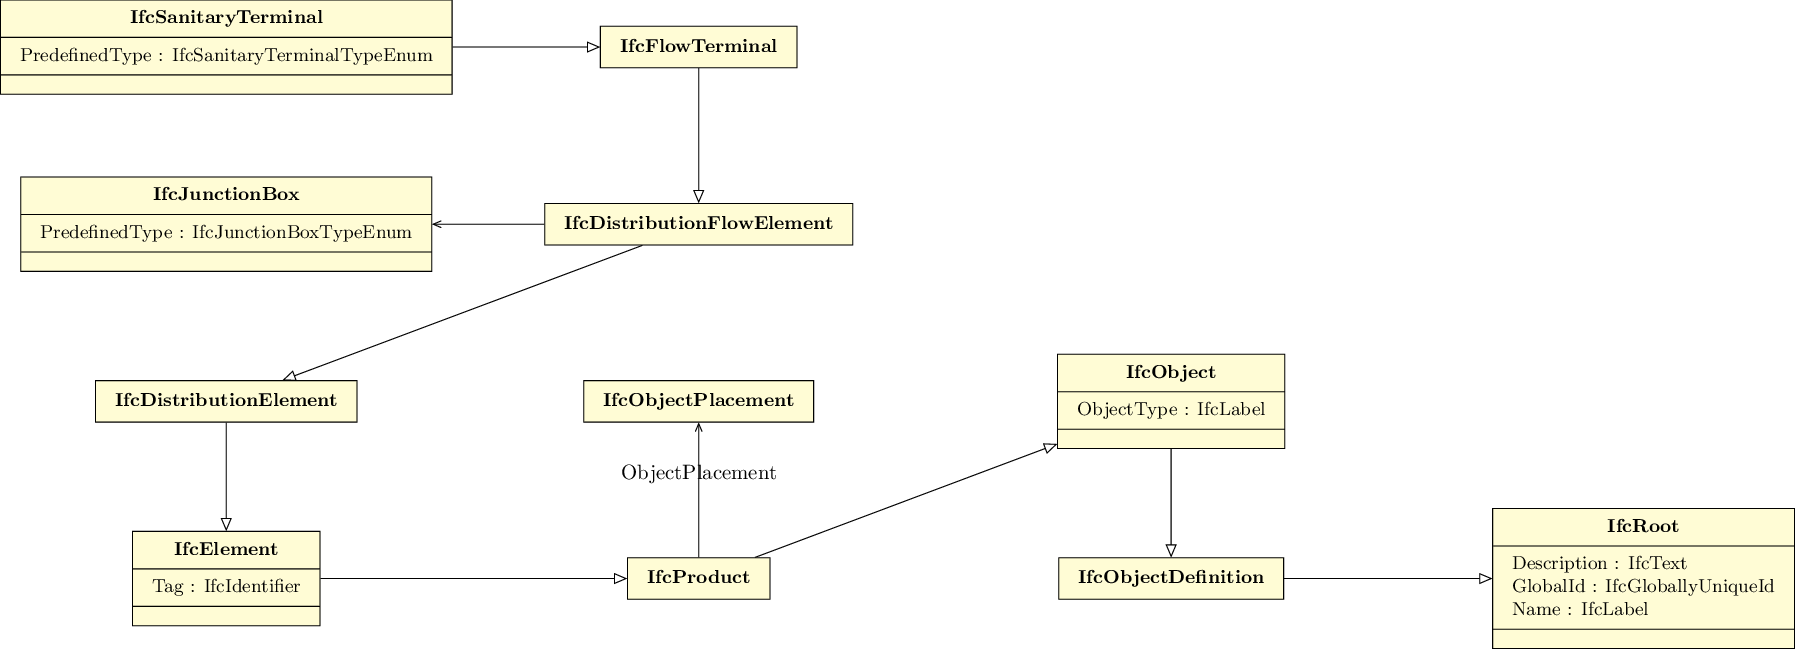 IfcSanitaryTerminal
PredefinedType : IfcSanitaryTerminalTypeEnum
IfcFlowTerminal
IfcJunctionBox
PredefinedType : IfcJunctionBoxTypeEnum
IfcDistributionFlowElement
IfcDistributionElement
IfcObjectPlacement
IfcObject
ObjectType : IfcLabel
ObjectPlacement
IfcElement
Tag : IfcIdentifier
IfcProduct
IfcObjectDefinition
IfcRoot
Description : IfcText
GlobalId : IfcGloballyUniqueId
Name : IfcLabel